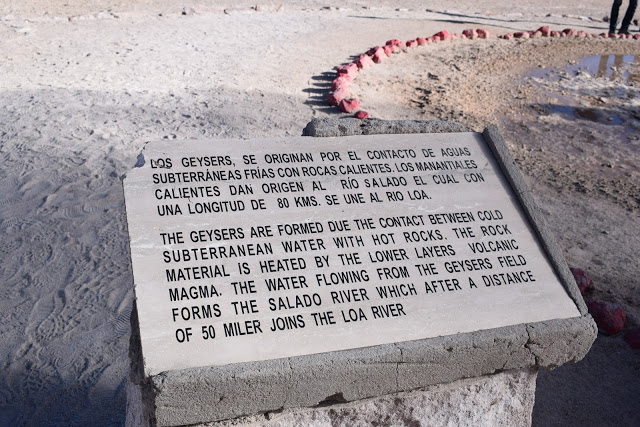 LOS GEYSERS, SE ORIGINAN POR EL CONTACTO DE AGUAS
SUBTERRÁNEAS FRÍAS CON ROCAS CALIENTES. LOS MANANTIALES
CALIENTES DAN ORIGEN AL RÍO SALADO EL CUAL CON
UNA LONGITUD DE 80 KMS. SE UNE AL RIO LOA.
THE GEYSERS ARE FORMED DUE THE CONTACT BETWEEN COLD
SUBTERRANEAN WATER WITH HOT ROCKS. THE ROCK
MATERIAL IS HEATED BY THE LOWER LAYERS VOLCANIC
MAGMA. THE WATER FLOWING FROM THE GEYSERS FIELD
FORMS THE SALADO RIVER WHICH AFTER A DISTANCE
OF 50 MILER JOINS THE LOA RIVER